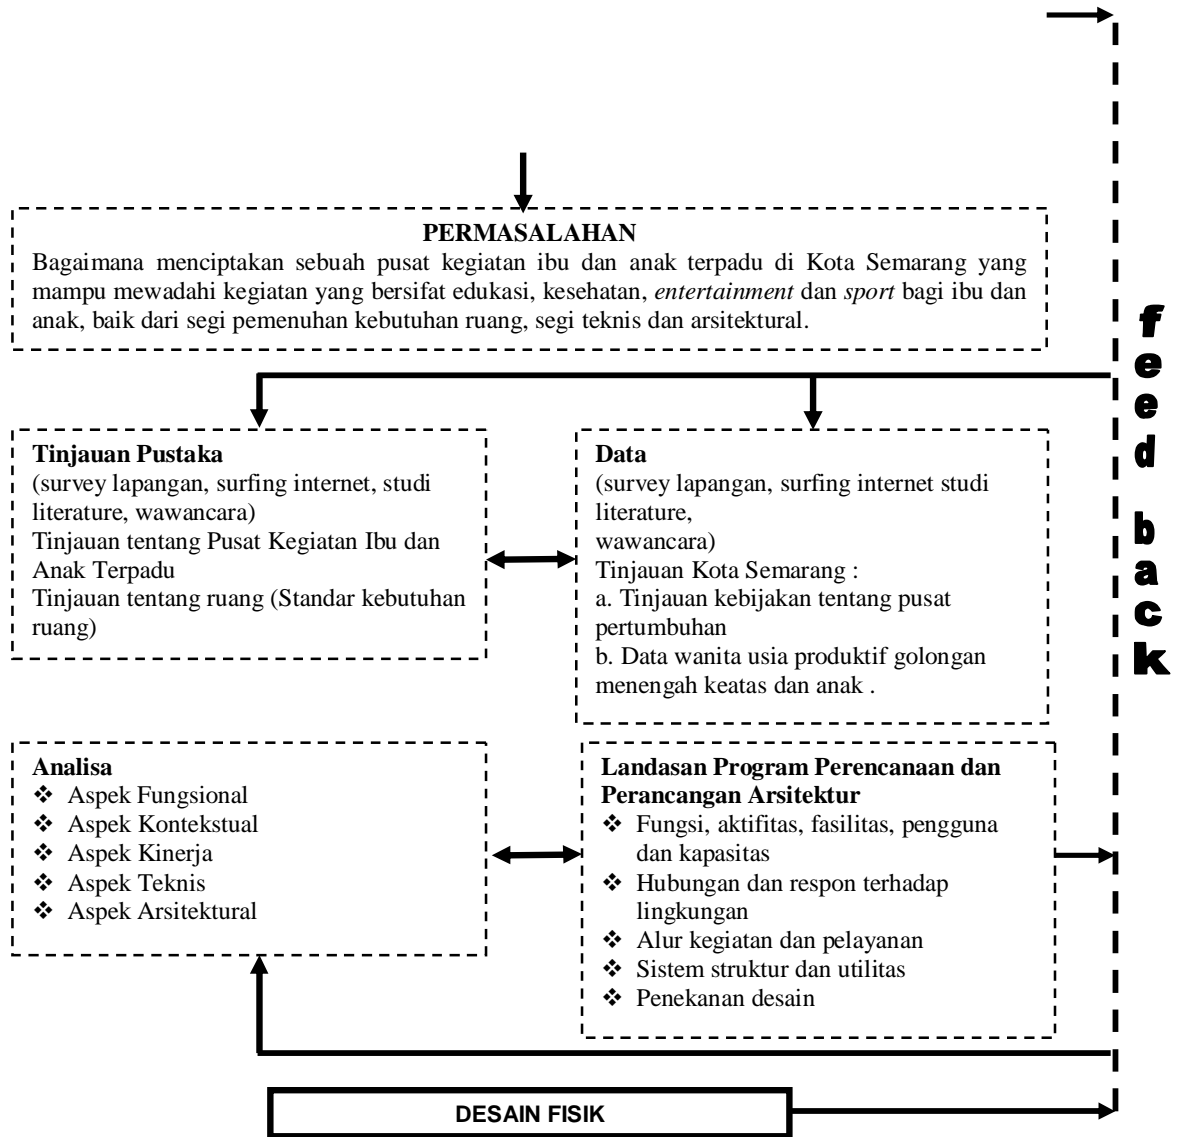 PERMASALAHAN
Bagaimana menciptakan sebuah pusat kegiatan ibu dan anak terpadu di Kota Semarang yang
mampu mewadahi kegiatan yang bersifat edukasi, kesehatan, entertainment dan sport bagi ibu dan
anak, baik dari segi pemenuhan kebutuhan ruang, segi teknis dan arsitektural.
Tinjauan Pustaka
(survey lapangan, surfing internet, studi
literature, wawancara)
Tinjauan tentang Pusat Kegiatan Ibu dan
Anak Terpadu
Tinjauan tentang ruang (Standar kebutuhan
ruang)
Data
(survey lapangan, surfing internet studi
literature,
wawancara)
Tinjauan Kota Semarang :
a. Tinjauan kebijakan tentang pusat
pertumbuhan
b. Data wanita usia produktif golongan
menengah keatas dan anak .
Analisa
❖ Aspek Fungsional
❖ Aspek Kontekstual
❖ Aspek Kinerja
❖ Aspek Teknis
❖ Aspek Arsitektural
Landasan Program Perencanaan dan
Perancangan Arsitektur
❖ Fungsi, aktifitas, fasilitas, pengguna
dan kapasitas
❖ Hubungan dan respon terhadap
lingkungan
❖ Alur kegiatan dan pelayanan
❖ Sistem struktur dan utilitas
❖ Penekanan desain
DESAIN FISIK
feed back